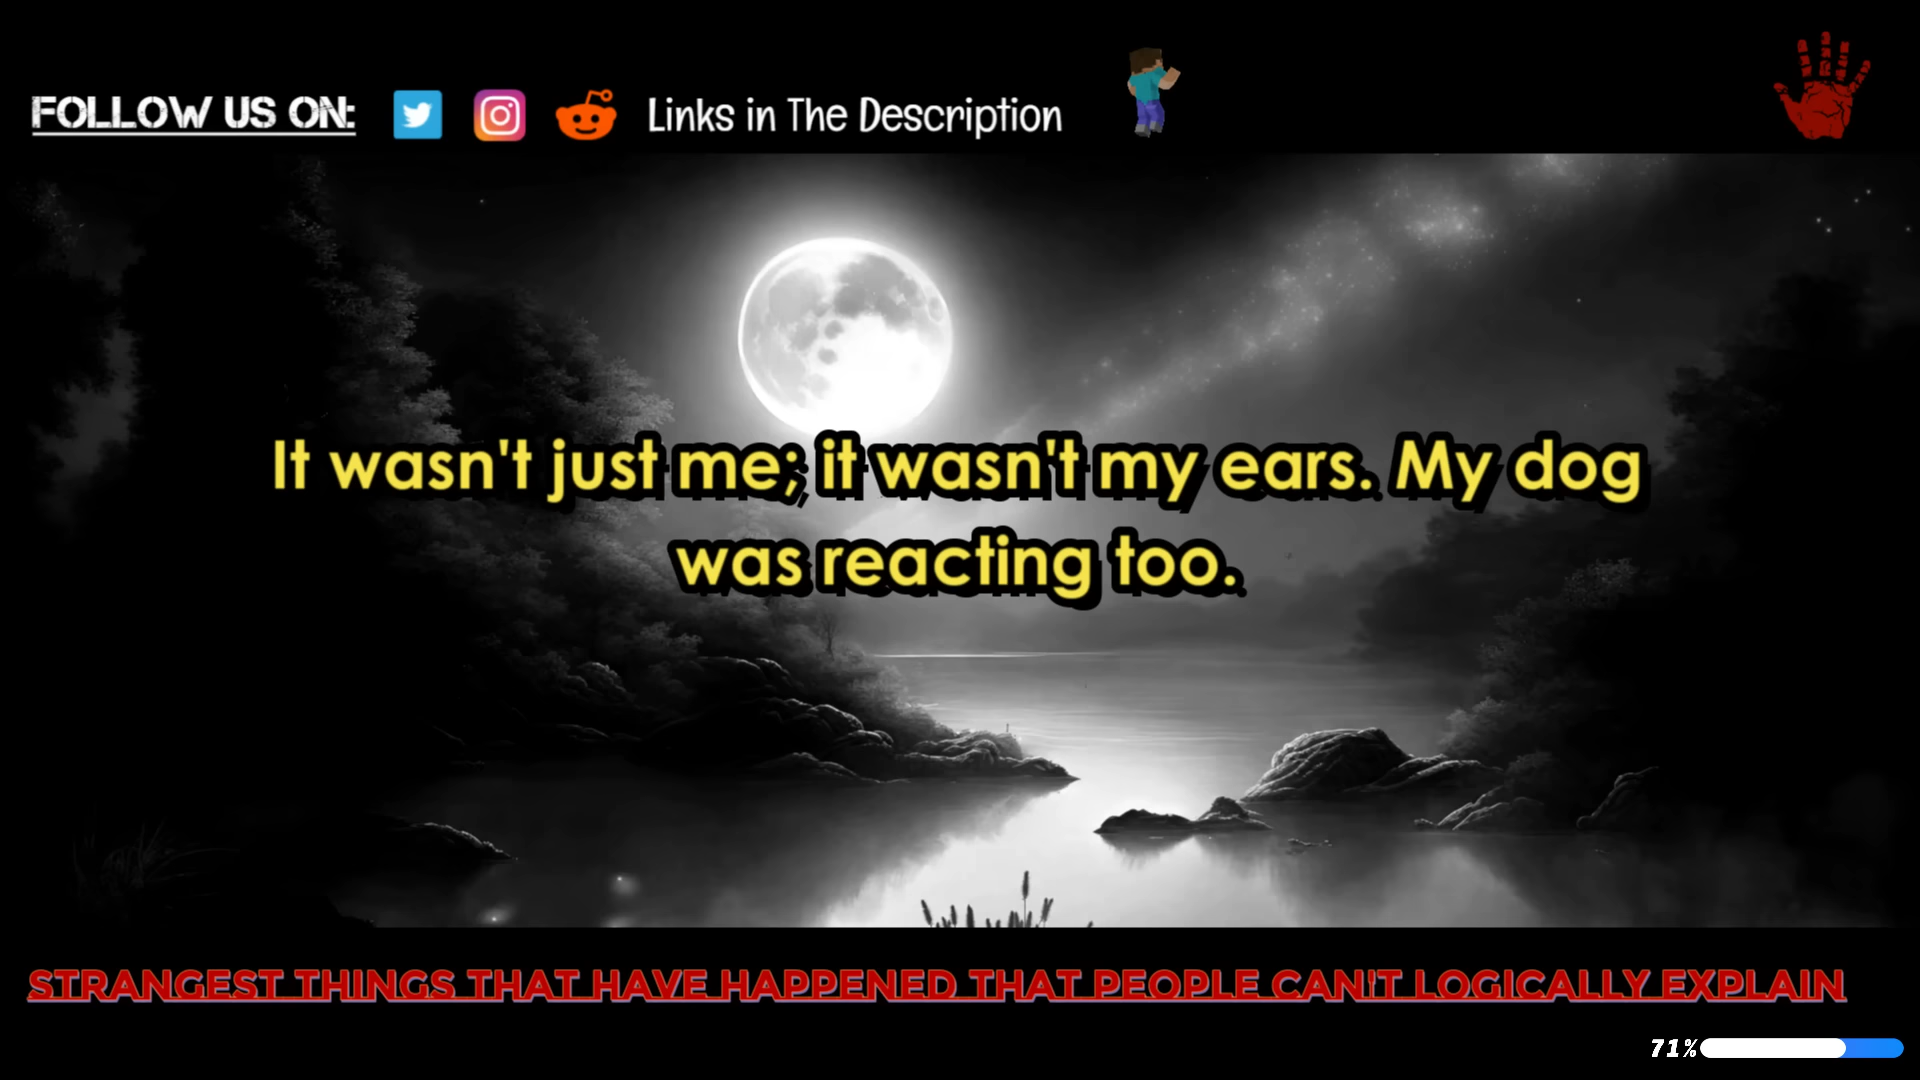 FOLLOW US ON: Links in The Description
It wasn't just me; it wasn't my ears. My dog
was reacting too.
STRANGEST THINGS THAT HAVE HAPPENED THAT PEOPLE CAN'T LOGICALLY EXPLAIN
71%